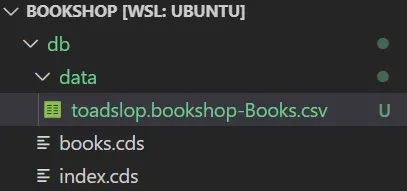 BOOKSHOP [WSL: UBUNTU]
db
data
toadslop.bookshop-Books.csv U
books.cds
index.cds